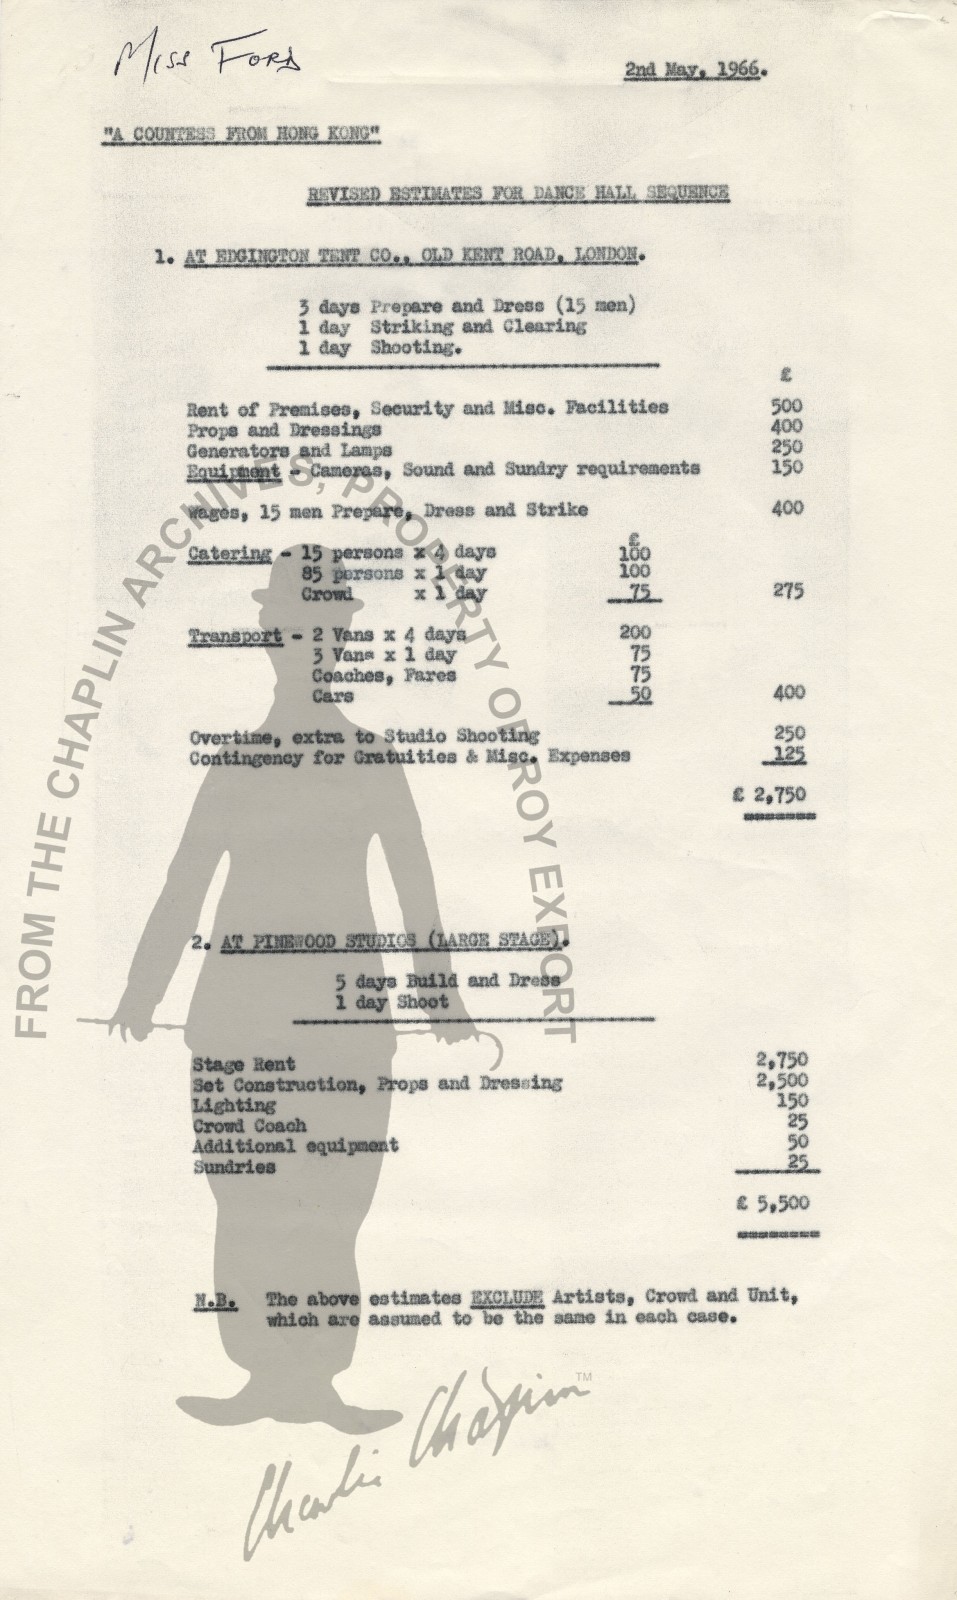 Miss Ford
2nd May, 1966.
"A COUNTESS FROM HONG KONG"
REVISED ESTIMATES FOR DANCE HALL SEQUENCE
1. AT EDGINGTON TENT CO., OLD KENT ROAD, LONDON.
3 days Prepare and Dress (15 men)
1 day Striking and Clearing
1 day Shooting.
£
Rent of Premises, Security and Misc. Facilities 500
Props and Dressings 400
Generators and Lamps 250
Equipment - Cameras, Sound and Sundry requirements 150
Wages, 15 men Prepare, Dress and Strike 400
£
Catering - 15 persons x 4 days 100
85 persons x 1 day 100
Crowd x 1 day 75 275
Transport - 2 Vans x 4 days 200
3 Vans x 1 day 75
Coaches, Fares 75
Cars 50 400
Overtime, extra to Studio Shooting 250
Contingency for Gratuities & Misc. Expenses 125
£ 2,750
2. AT PINEWOOD STUDIOS (LARGE STAGE).
5 days Build and Dress
1 day Shoot
Stage Rent 2,750
Set Construction, Props and Dressing 2,500
Lighting 150
Crowd Coach 25
Additional equipment 50
Sundries 25
£ 5,500
N.B. The above estimates EXCLUDE Artists, Crowd and Unit,
which are assumed to be the same in each case.
FROM THE CHAPLIN ARCHIVES, PROPERTY OF ROY EXPORT
Charlie Chaplin TM